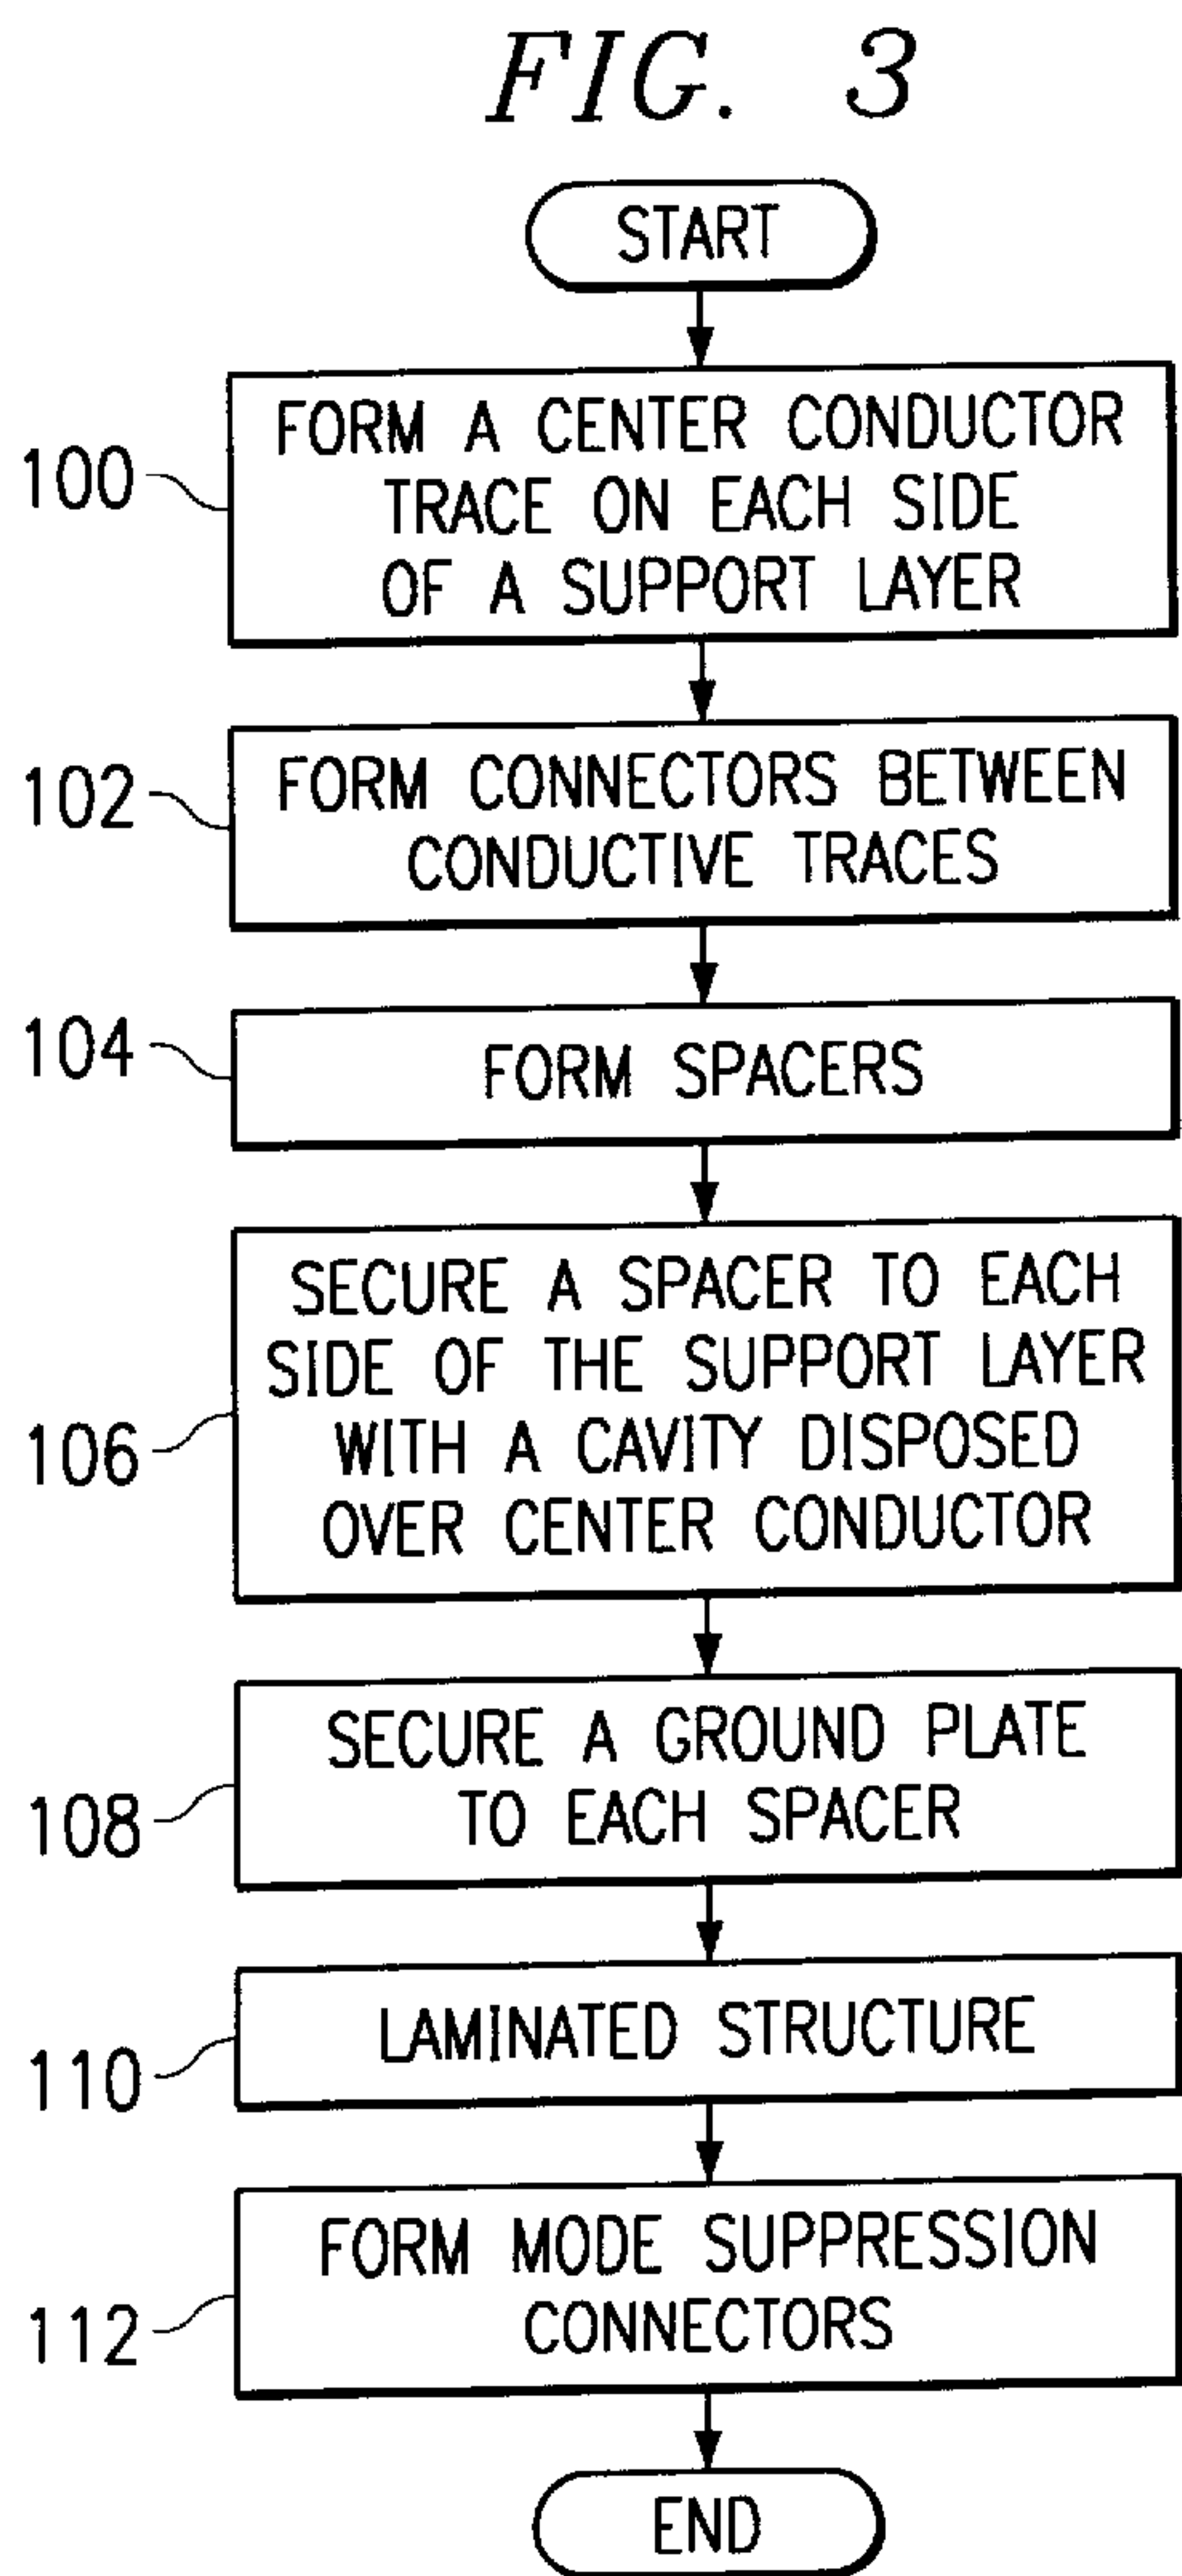 FIG. 3
START
100
FORM A CENTER CONDUCTOR
TRACE ON EACH SIDE
OF A SUPPORT LAYER
102
FORM CONNECTORS BETWEEN
CONDUCTIVE TRACES
104
FORM SPACERS
106
SECURE A SPACER TO EACH
SIDE OF THE SUPPORT LAYER
WITH A CAVITY DISPOSED
OVER CENTER CONDUCTOR
108
SECURE A GROUND PLATE
TO EACH SPACER
110
LAMINATED STRUCTURE
112
FORM MODE SUPPRESSION
CONNECTORS
END